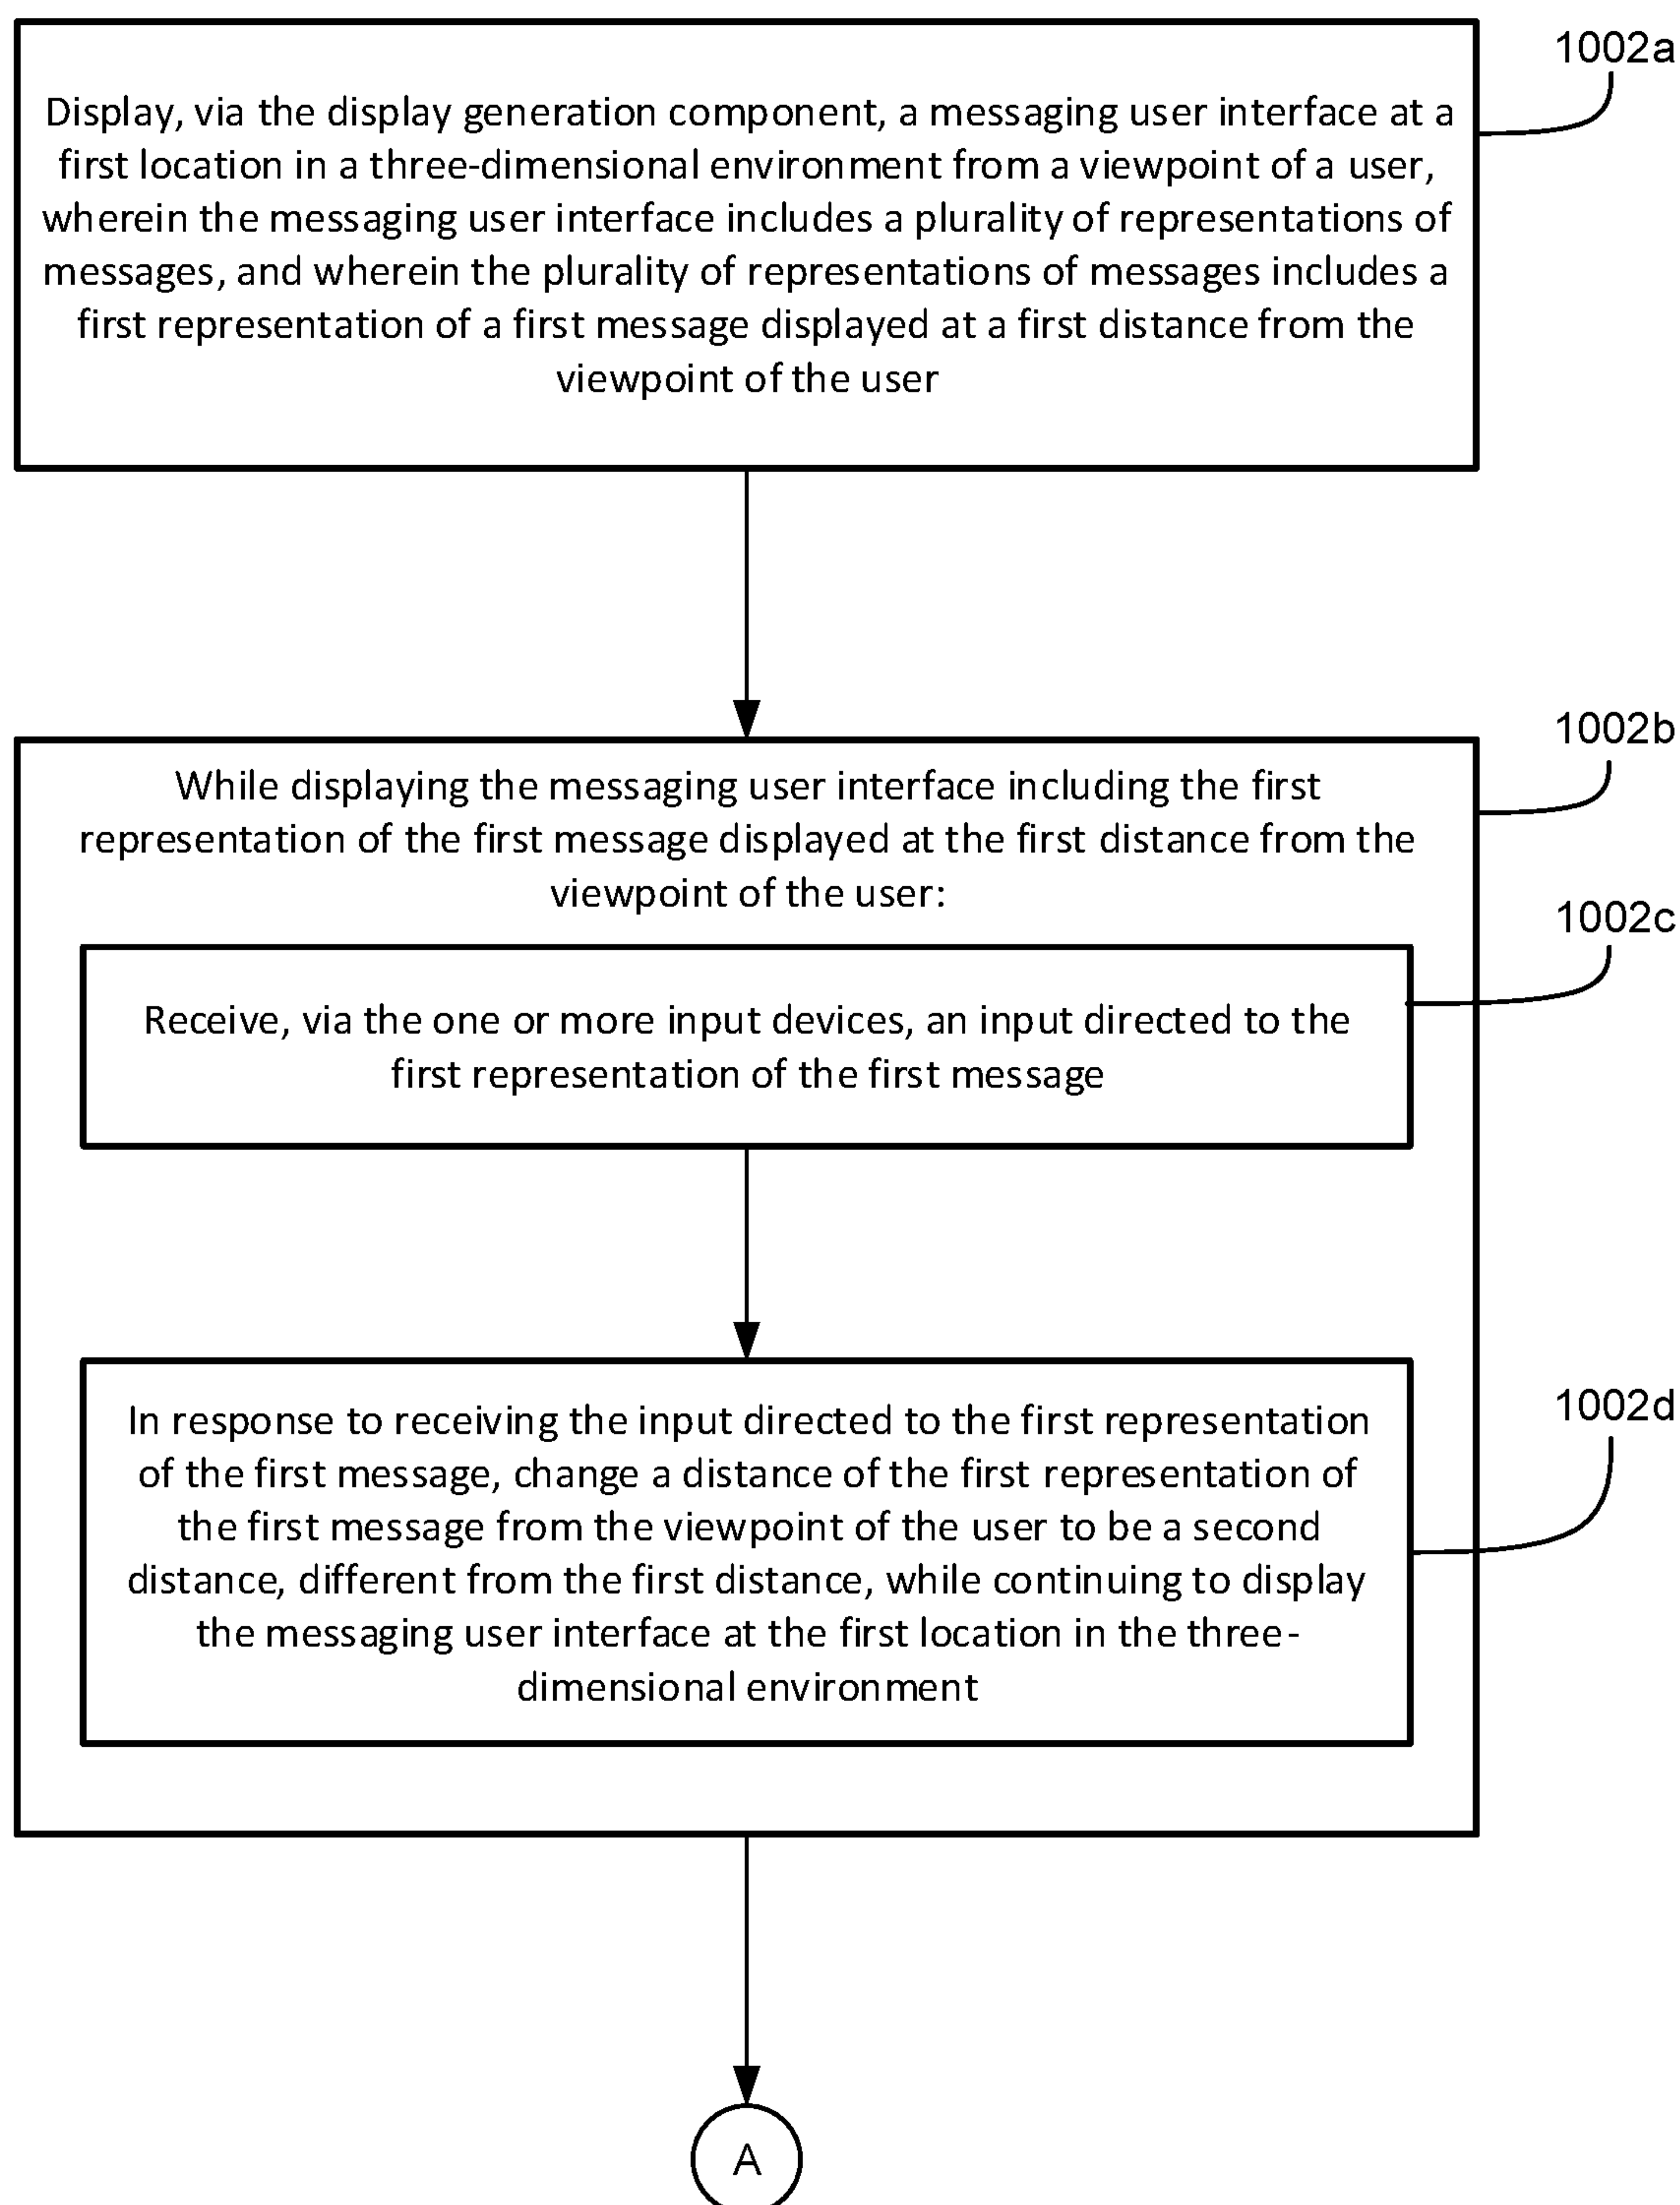 1002a
Display, via the display generation component, a messaging user interface at a
first location in a three-dimensional environment from a viewpoint of a user,
wherein the messaging user interface includes a plurality of representations of
messages, and wherein the plurality of representations of messages includes a
first representation of a first message displayed at a first distance from the
viewpoint of the user
1002b
While displaying the messaging user interface including the first
representation of the first message displayed at the first distance from the
viewpoint of the user:
1002c
Receive, via the one or more input devices, an input directed to the
first representation of the first message
1002d
In response to receiving the input directed to the first representation
of the first message, change a distance of the first representation of
the first message from the viewpoint of the user to be a second
distance, different from the first distance, while continuing to display
the messaging user interface at the first location in the three-
dimensional environment
A